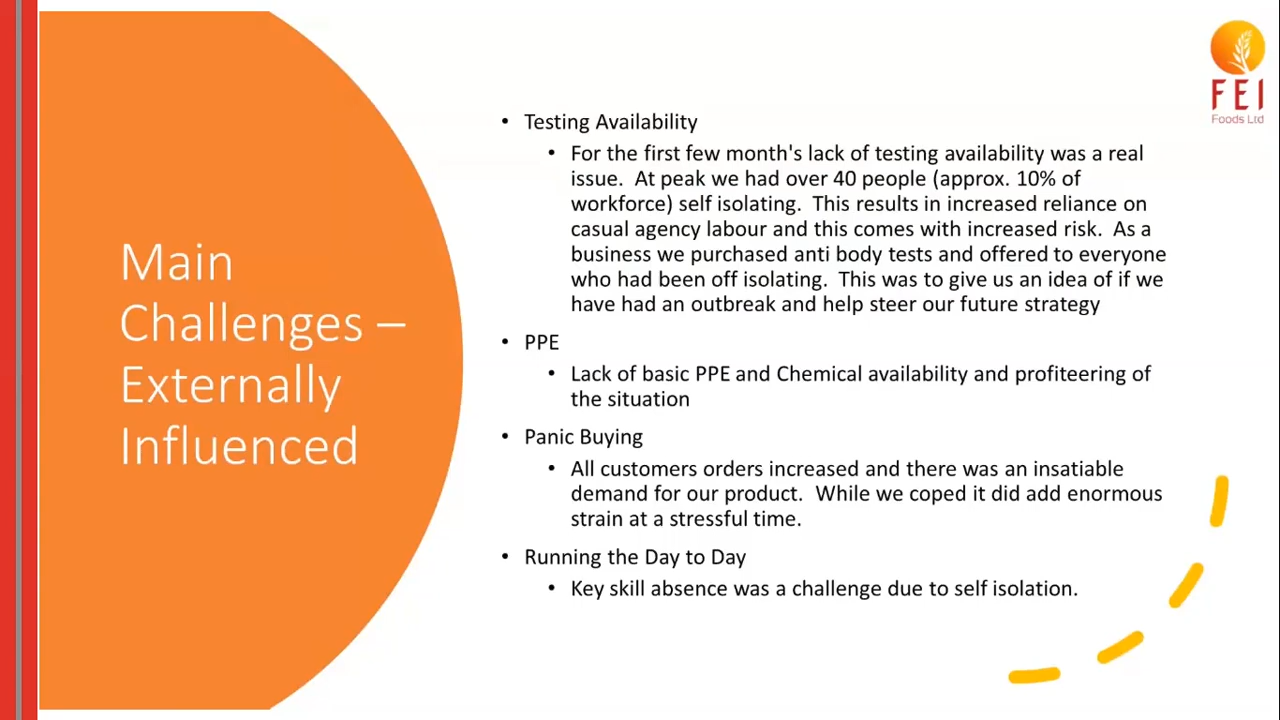 FEI
Foods Ltd
Main
Challenges –
Externally
Influenced
• Testing Availability
• For the first few month's lack of testing availability was a real
issue.  At peak we had over 40 people (approx. 10% of
workforce) self isolating.  This results in increased reliance on
casual agency labour and this comes with increased risk.  As a
business we purchased anti body tests and offered to everyone
who had been off isolating.  This was to give us an idea of if we
have had an outbreak and help steer our future strategy
• PPE
• Lack of basic PPE and Chemical availability and profiteering of
the situation
• Panic Buying
• All customers orders increased and there was an insatiable
demand for our product.  While we coped it did add enormous
strain at a stressful time.
• Running the Day to Day
• Key skill absence was a challenge due to self isolation.